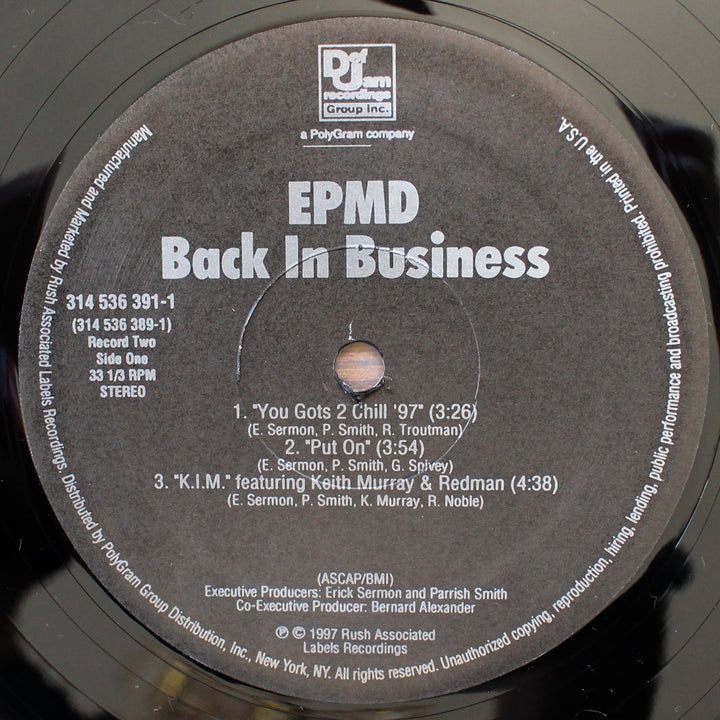 Def Jam
recordings
Group Inc.
a PolyGram company
EPMD
Back In Business
314 536 391-1
(314 536 389-1)
Record Two
Side One
33 1/3 RPM
STEREO
1. "You Gots 2 Chill '97" (3:26)
(E. Sermon, P. Smith, R. Troutman)
2. "Put On" (3:54)
(E. Sermon, P. Smith, G. Spivey)
3. "K.I.M." featuring Keith Murray & Redman (4:38)
(E. Sermon, P. Smith, K. Murray, R. Noble)
(ASCAP/BMI)
Executive Producers: Erick Sermon and Parrish Smith
Co-Executive Producer: Bernard Alexander
℗ © 1997 Rush Associated
Labels Recordings
Manufactured and Marketed by Rush Associated Labels Recordings. Distributed by PolyGram Group Distribution, Inc., New York, NY. All rights reserved. Unauthorized copying, reproduction, hiring, lending, public performance and broadcasting prohibited. Printed in the U.S.A.